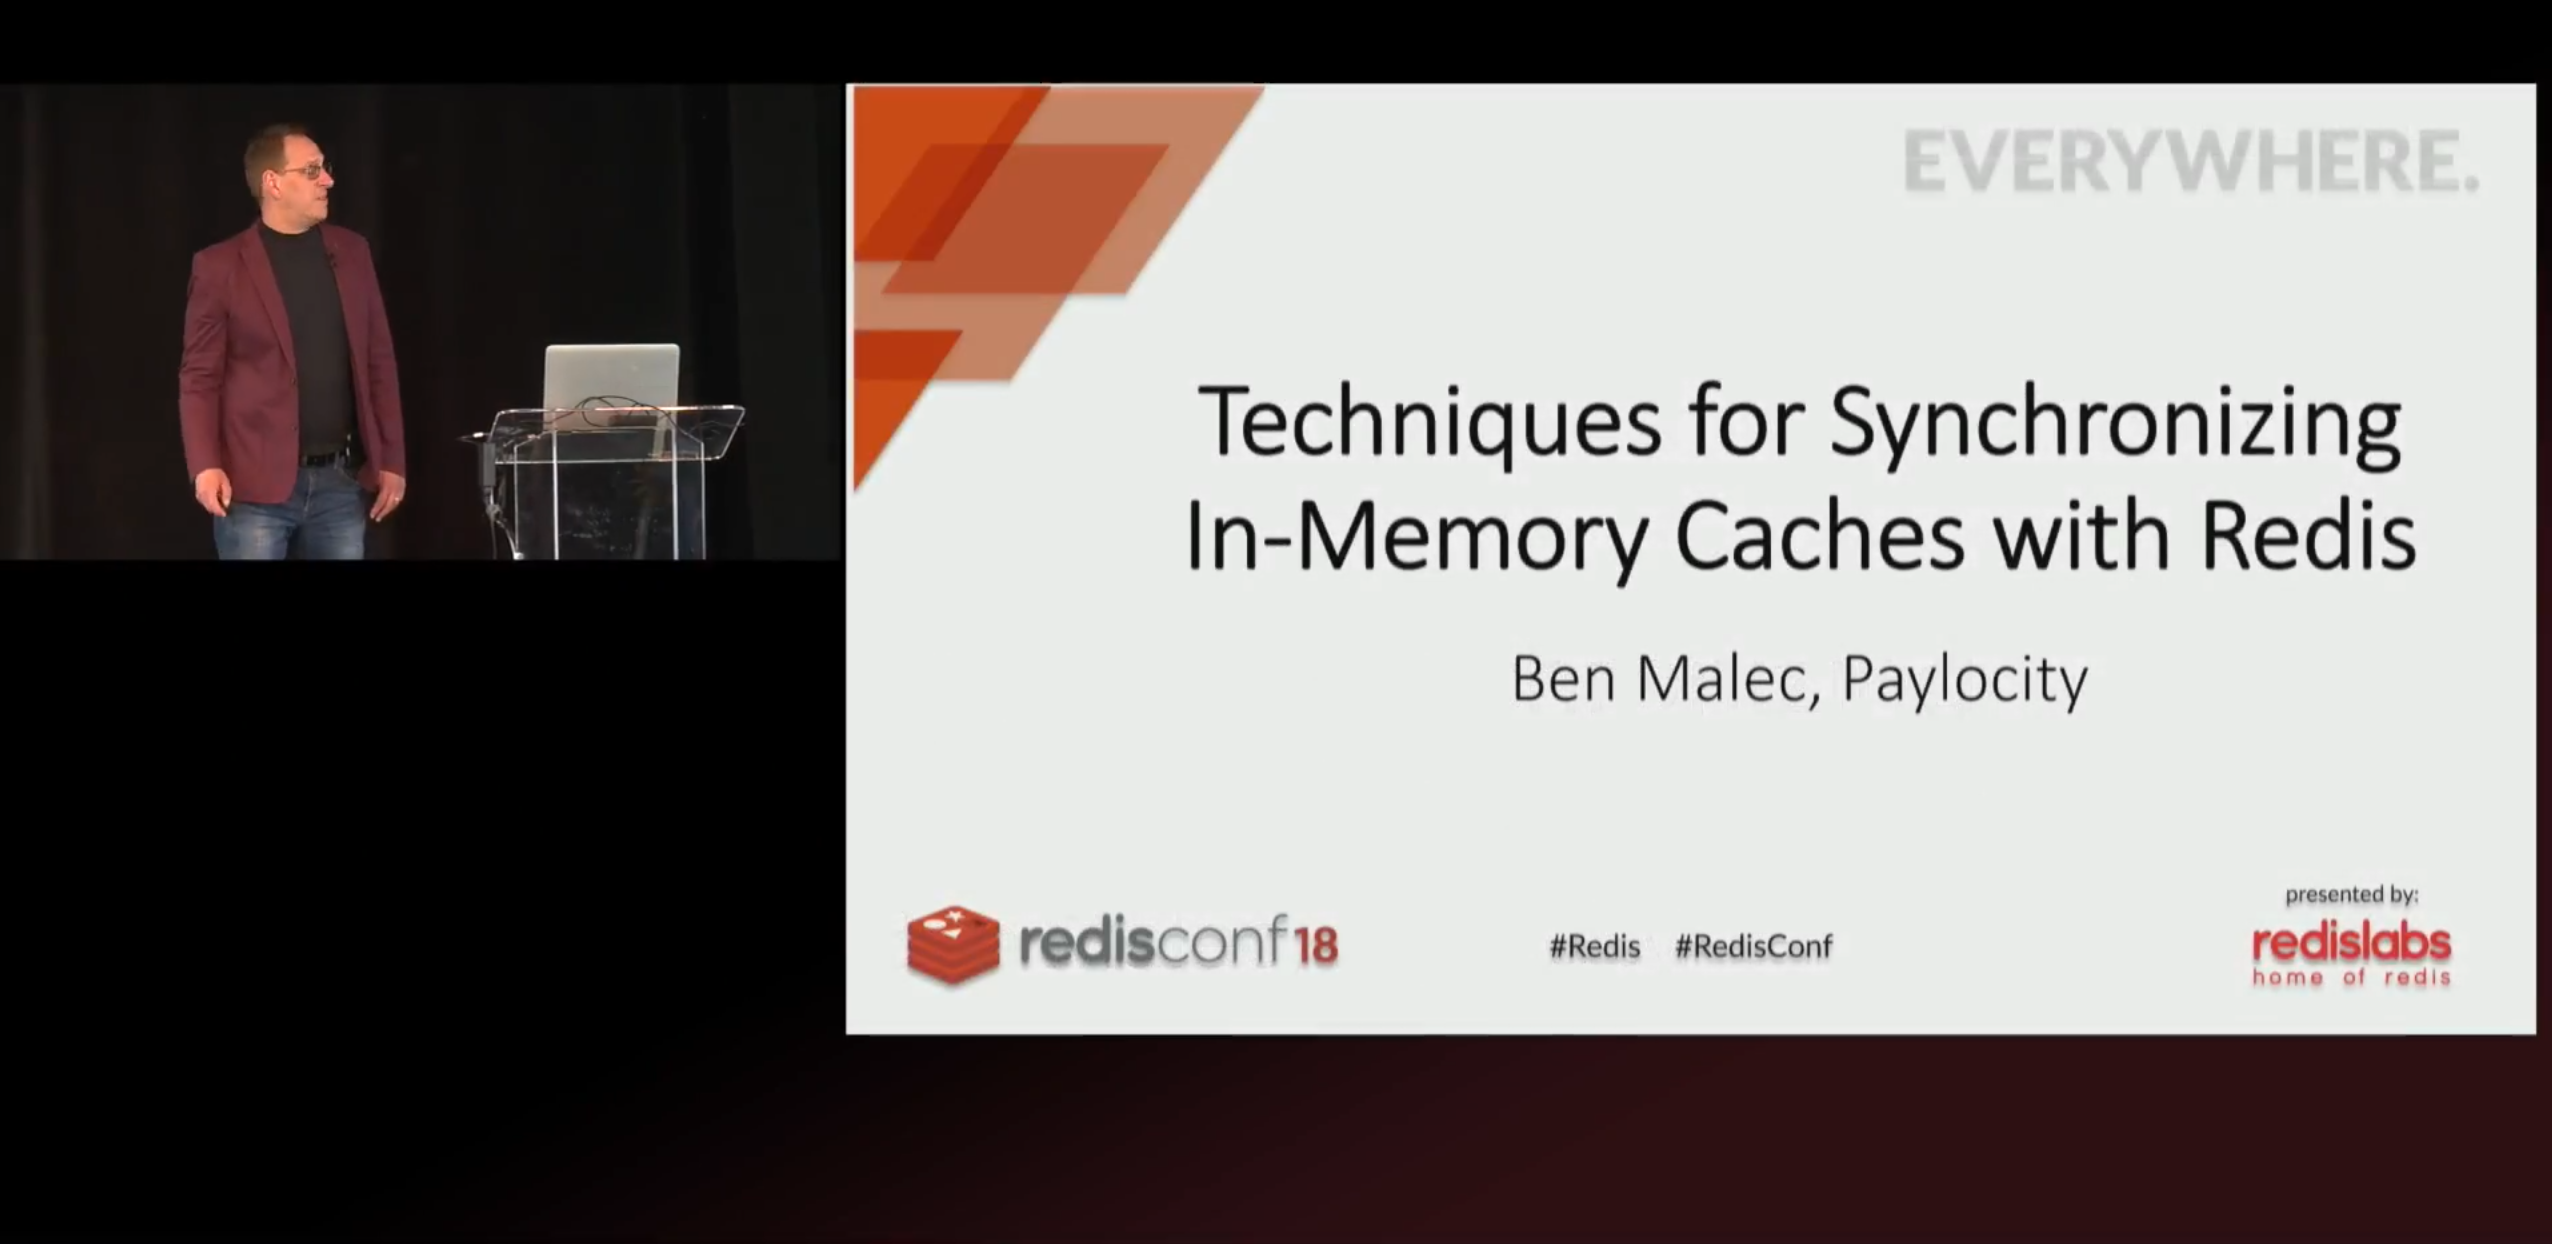 EVERYWHERE.
Techniques for Synchronizing
In-Memory Caches with Redis
Ben Malec, Paylocity
redisconf18
#Redis #RedisConf
presented by:
redislabs
home of redis